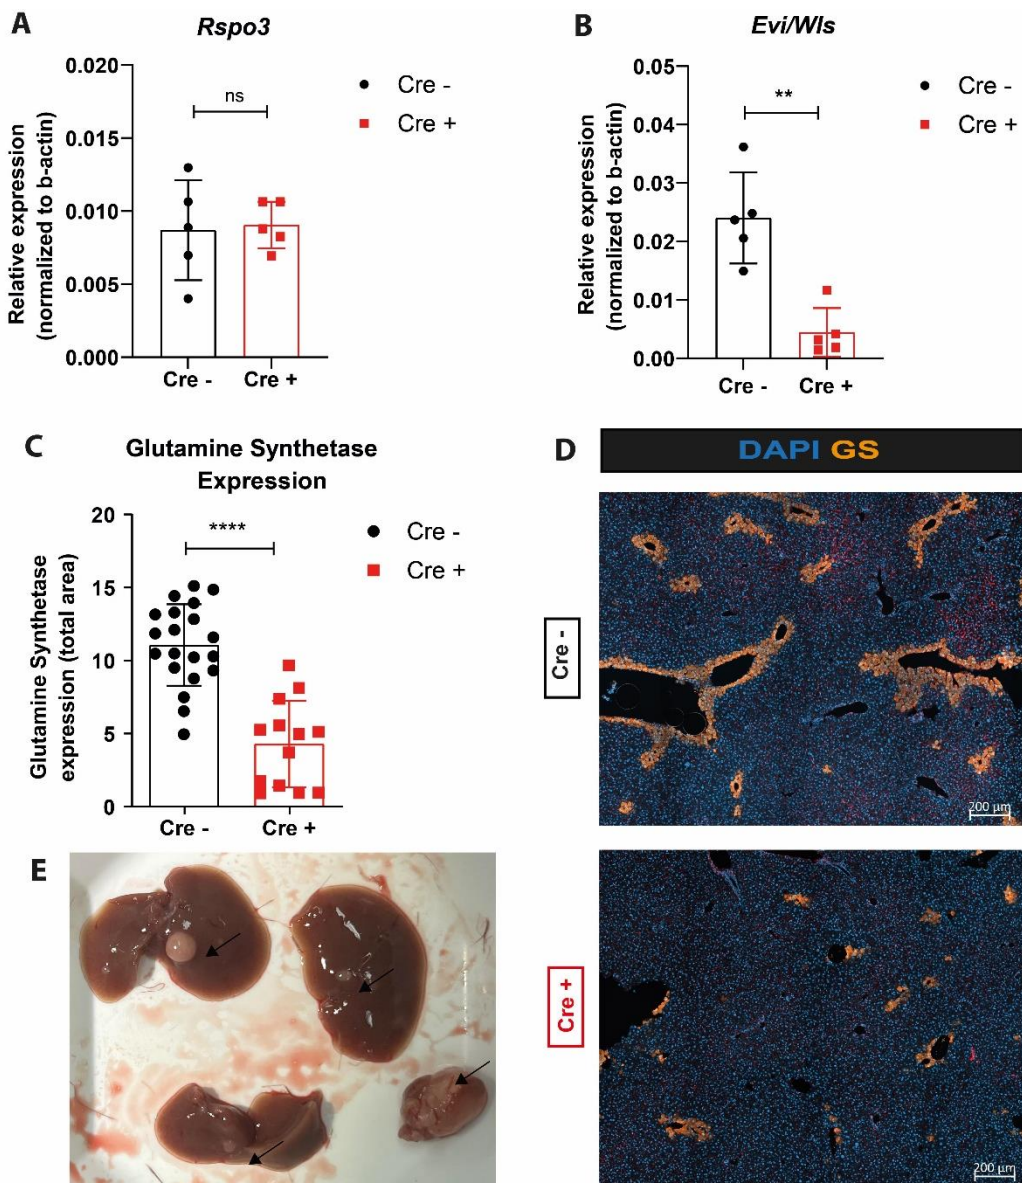 A
Rspo3
Relative expression
(normalized to b-actin)
0.020
0.015
0.010
0.005
0.000
ns
Cre -
Cre +
Cre -
Cre +
B
Evi/Wls
Relative expression
(normalized to b-actin)
0.05
0.04
0.03
0.02
0.01
0.00
**
Cre -
Cre +
Cre -
Cre +
C
Glutamine Synthetase
Expression
Glutamine Synthetase
expression (total area)
20
15
10
5
0
****
Cre -
Cre +
Cre -
Cre +
D
DAPI GS
Cre -
200 µm
Cre +
200 µm
E